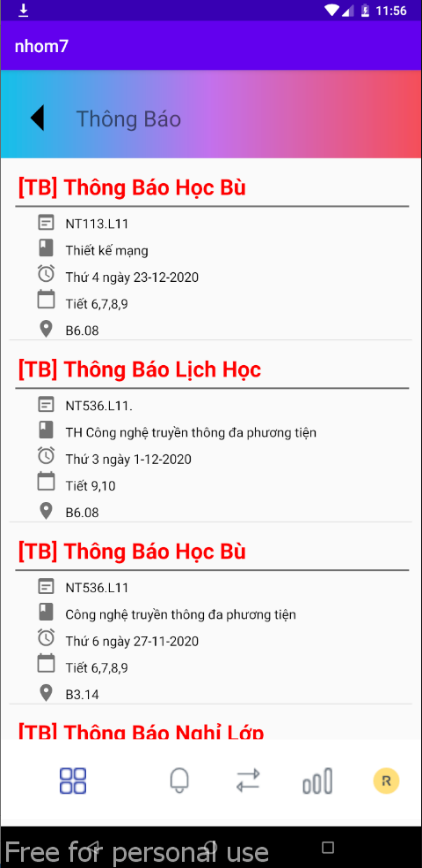 11:56
nhom7
Thông Báo
[TB] Thông Báo Học Bù
NT113.L11
Thiết kế mạng
Thứ 4 ngày 23-12-2020
Tiết 6,7,8,9
B6.08
[TB] Thông Báo Lịch Học
NT536.L11.
TH Công nghệ truyền thông đa phương tiện
Thứ 3 ngày 1-12-2020
Tiết 9,10
B6.08
[TB] Thông Báo Học Bù
NT536.L11
Công nghệ truyền thông đa phương tiện
Thứ 6 ngày 27-11-2020
Tiết 6,7,8,9
B3.14
[TB] Thông Báo Nghỉ Lớp
R
Free for personal use